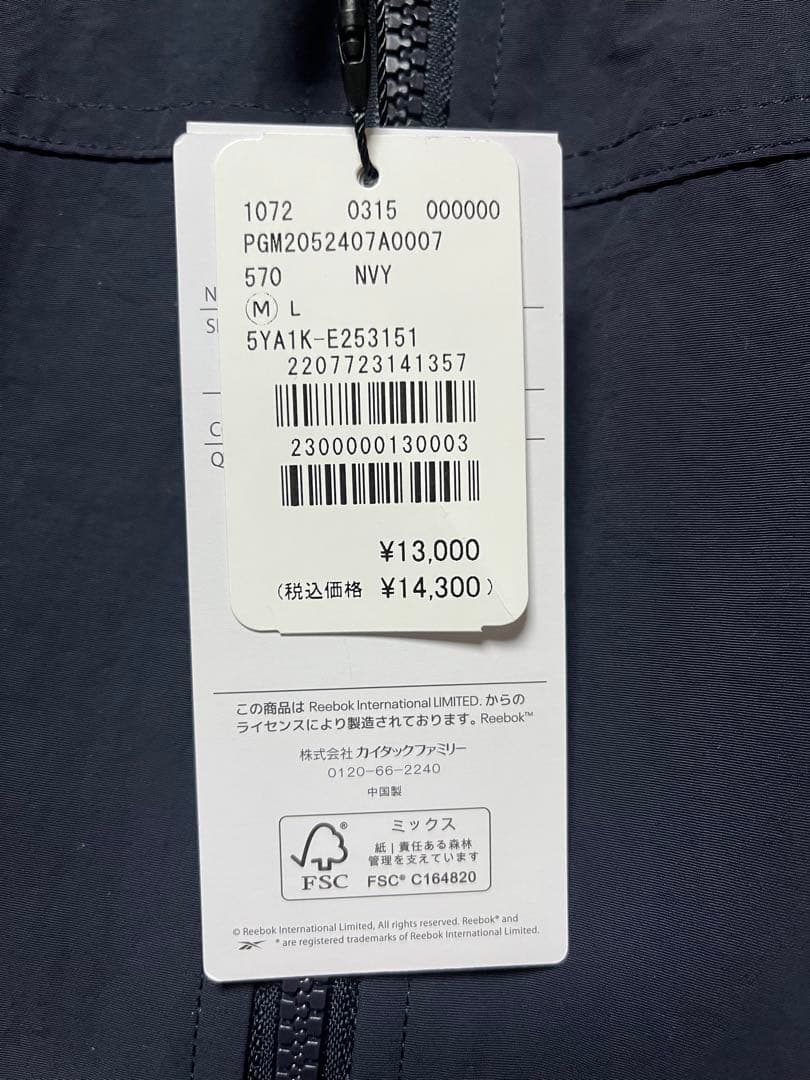 1072 0315 000000
PGM2052407A0007
570 NVY
M L
5YA1K-E253151
2207723141357
2300000130003
¥13,000
(税込価格 ¥14,300)
この商品は Reebok International LIMITED. からの
ライセンスにより製造されております。Reebok™
株式会社 カイタックファミリー
0120-66-2240
中国製
ミックス
紙 | 責任ある森林
管理を支えています
FSC® C164820
® FSC
© Reebok International Limited, All rights reserved. Reebok® and
® are registered trademarks of Reebok International Limited.